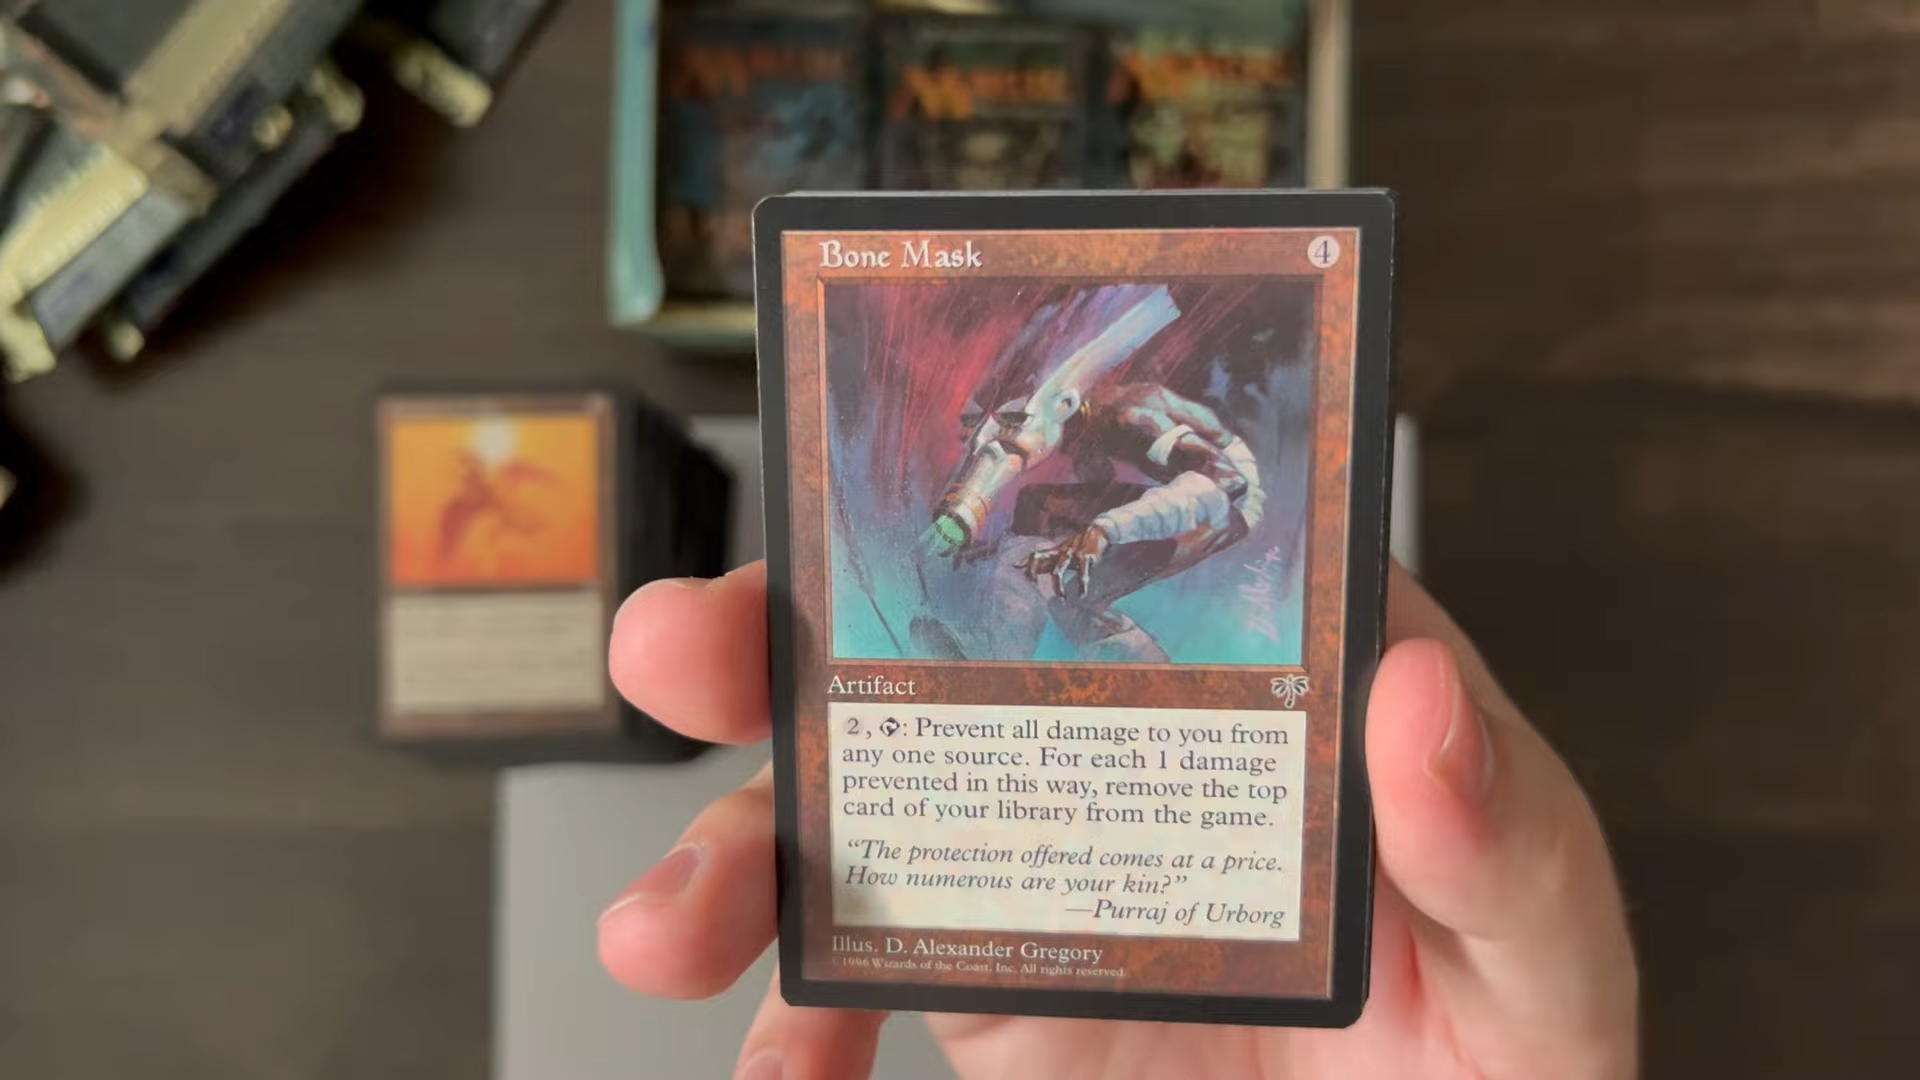 Bone Mask
4
Artifact
2, : Prevent all damage to you from
any one source. For each 1 damage
prevented in this way, remove the top
card of your library from the game.
“The protection offered comes at a price.
How numerous are your kin?”
—Purraj of Urborg
Illus. D. Alexander Gregory
© 1996 Wizards of the Coast, Inc. All rights reserved.